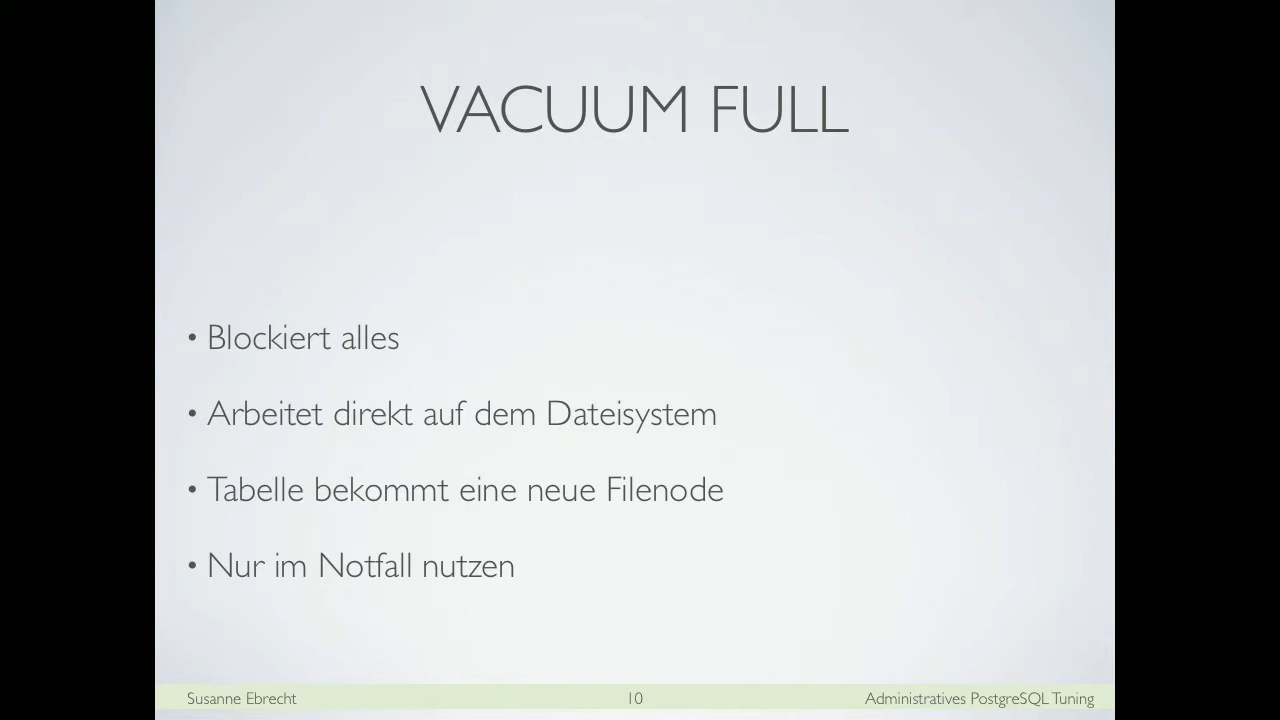 VACUUM FULL
• Blockiert alles
• Arbeitet direkt auf dem Dateisystem
• Tabelle bekommt eine neue Filenode
• Nur im Notfall nutzen
Susanne Ebrecht 10 Administratives PostgreSQL Tuning